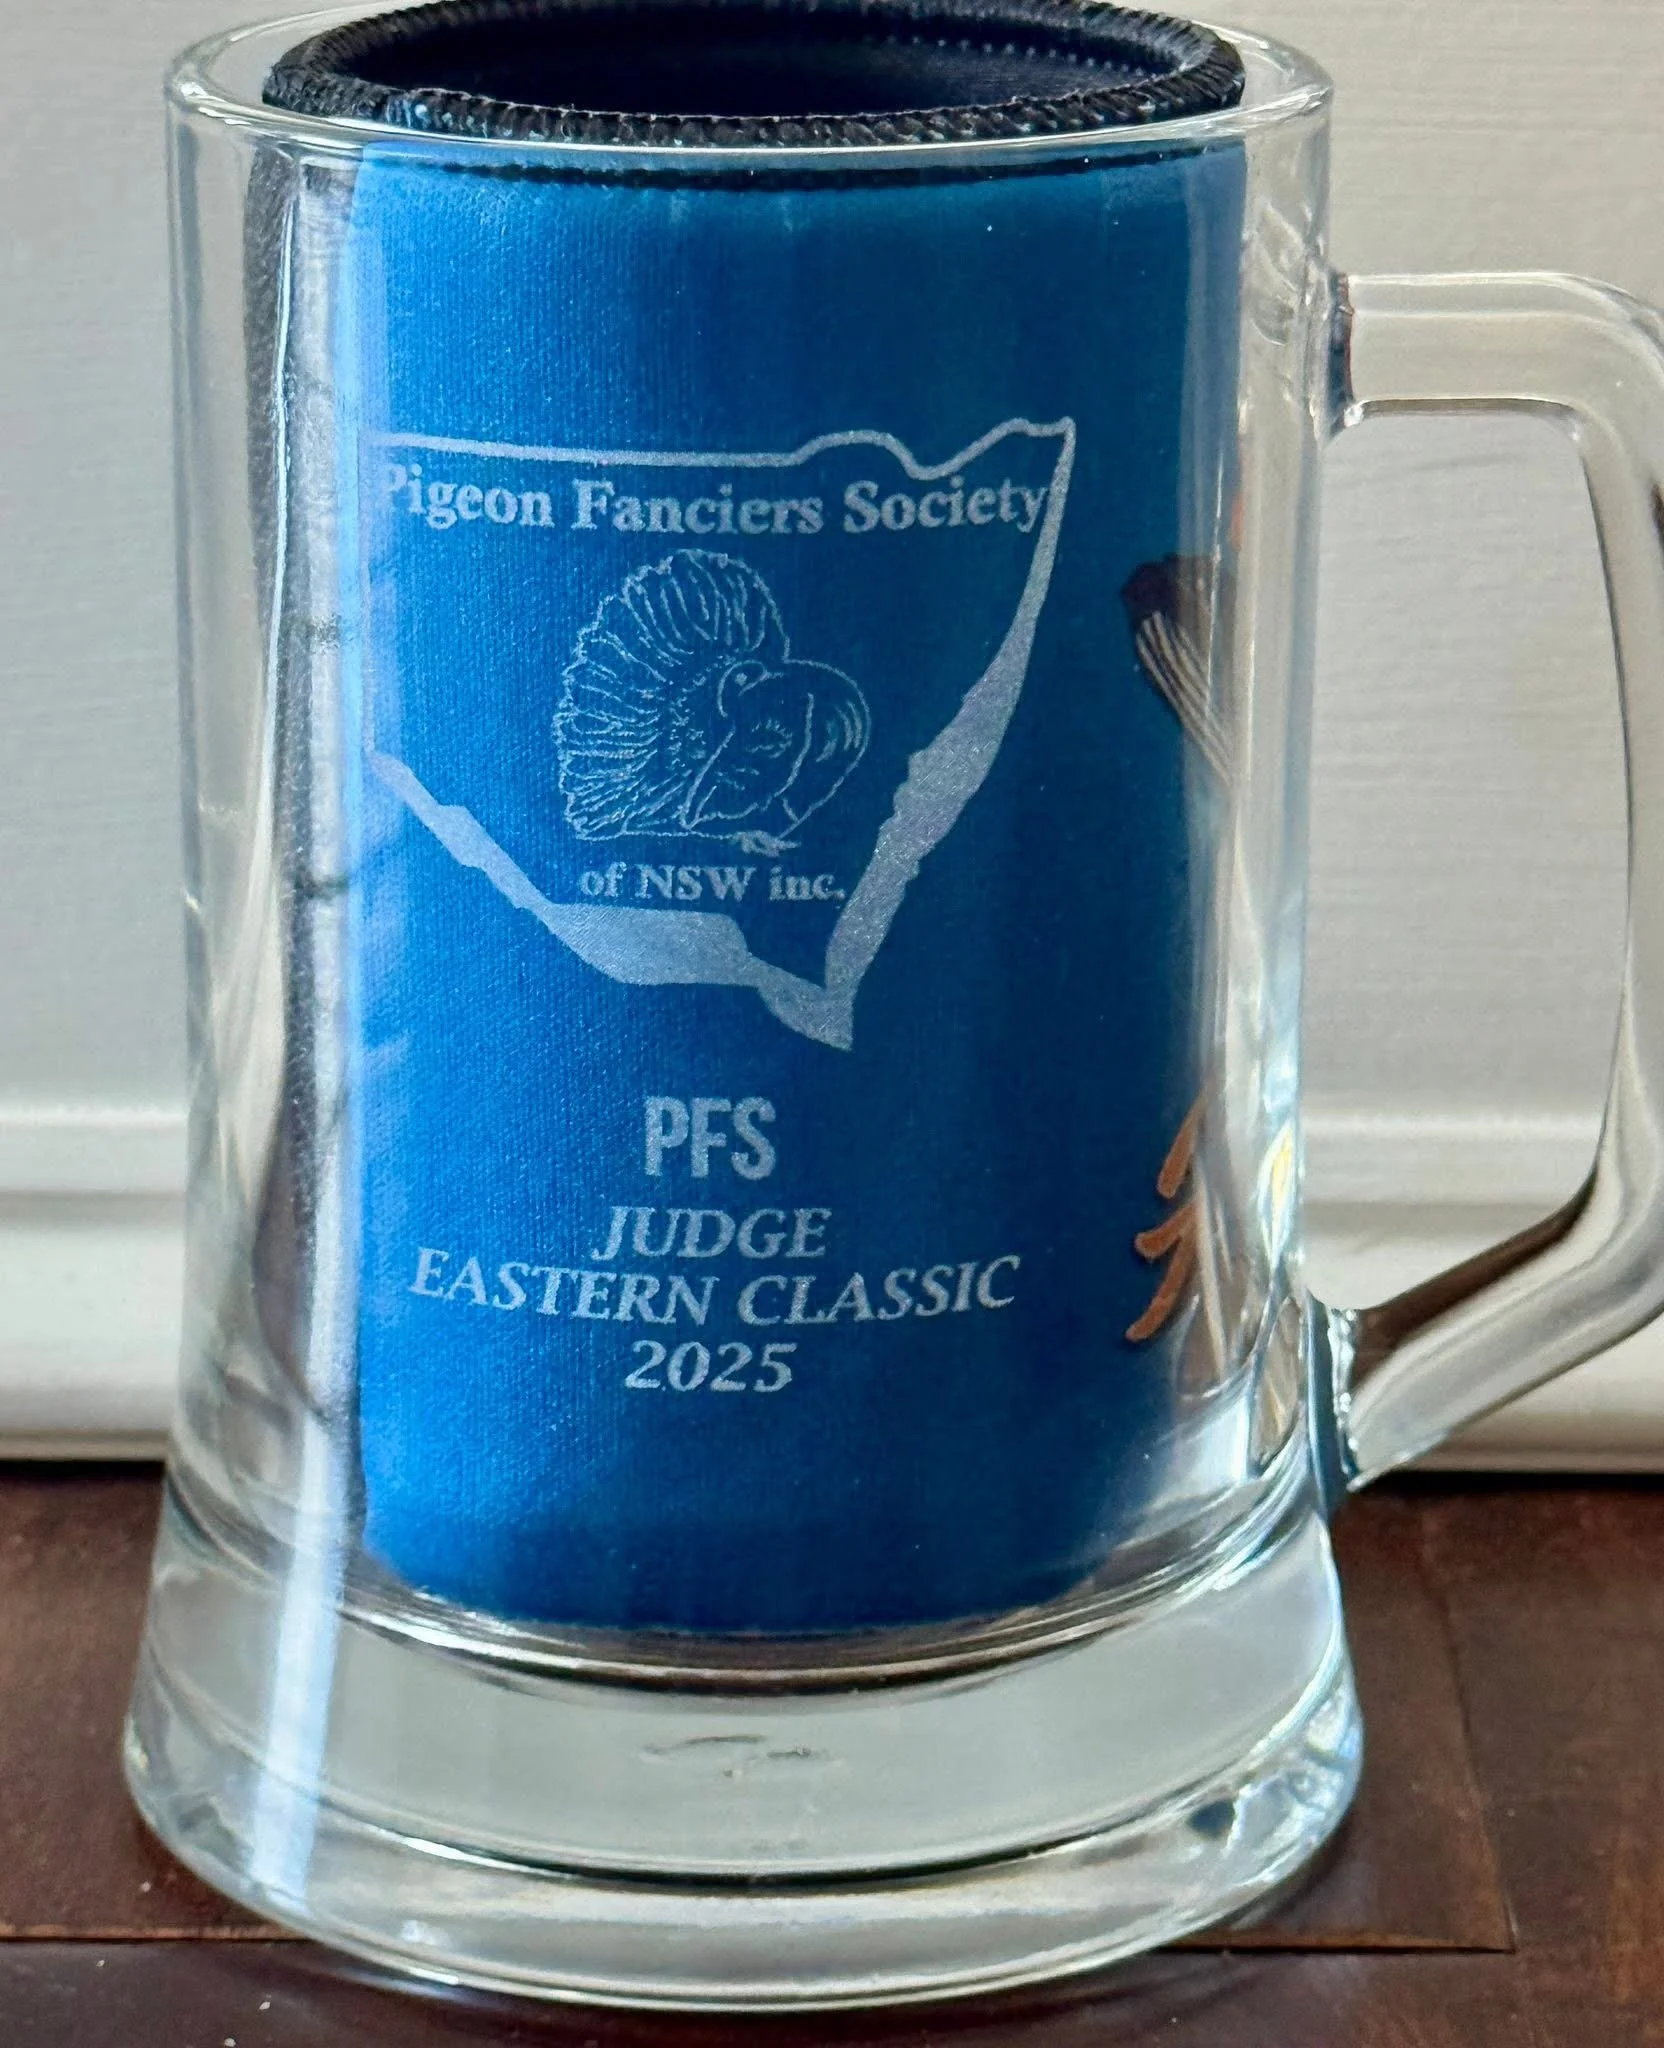 Pigeon Fanciers Society
of NSW inc.
PFS
JUDGE
EASTERN CLASSIC
2025